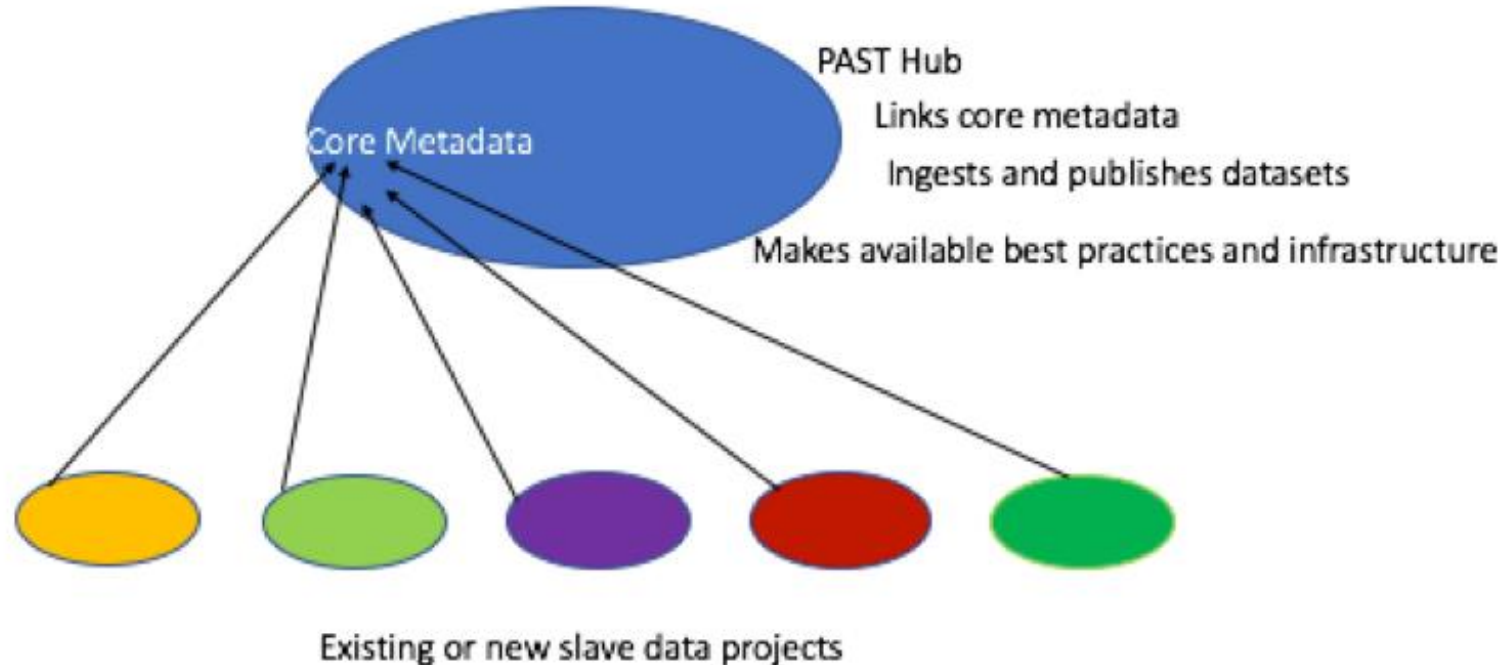 PAST Hub
Links core metadata
Core Metadata
Ingests and publishes datasets
Makes available best practices and infrastructure
Existing or new slave data projects